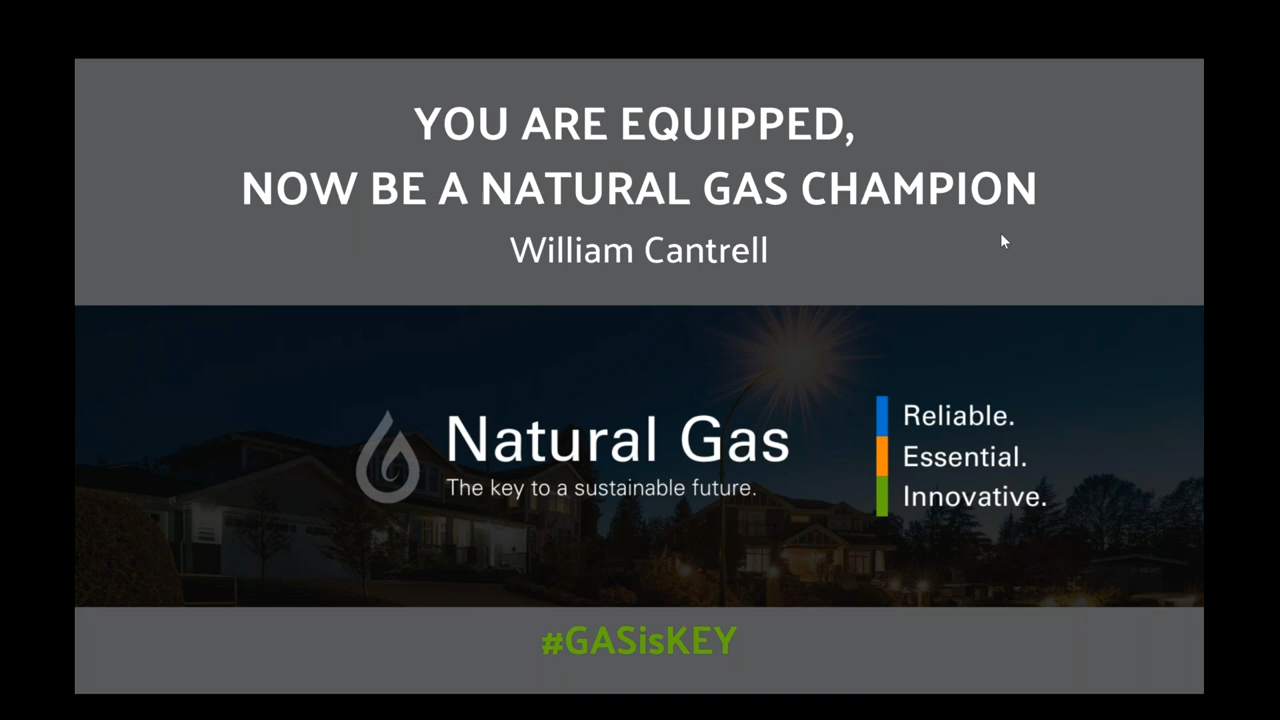 YOU ARE EQUIPPED,
NOW BE A NATURAL GAS CHAMPION
William Cantrell
Natural Gas
The key to a sustainable future.
Reliable.
Essential.
Innovative.
#GASisKEY